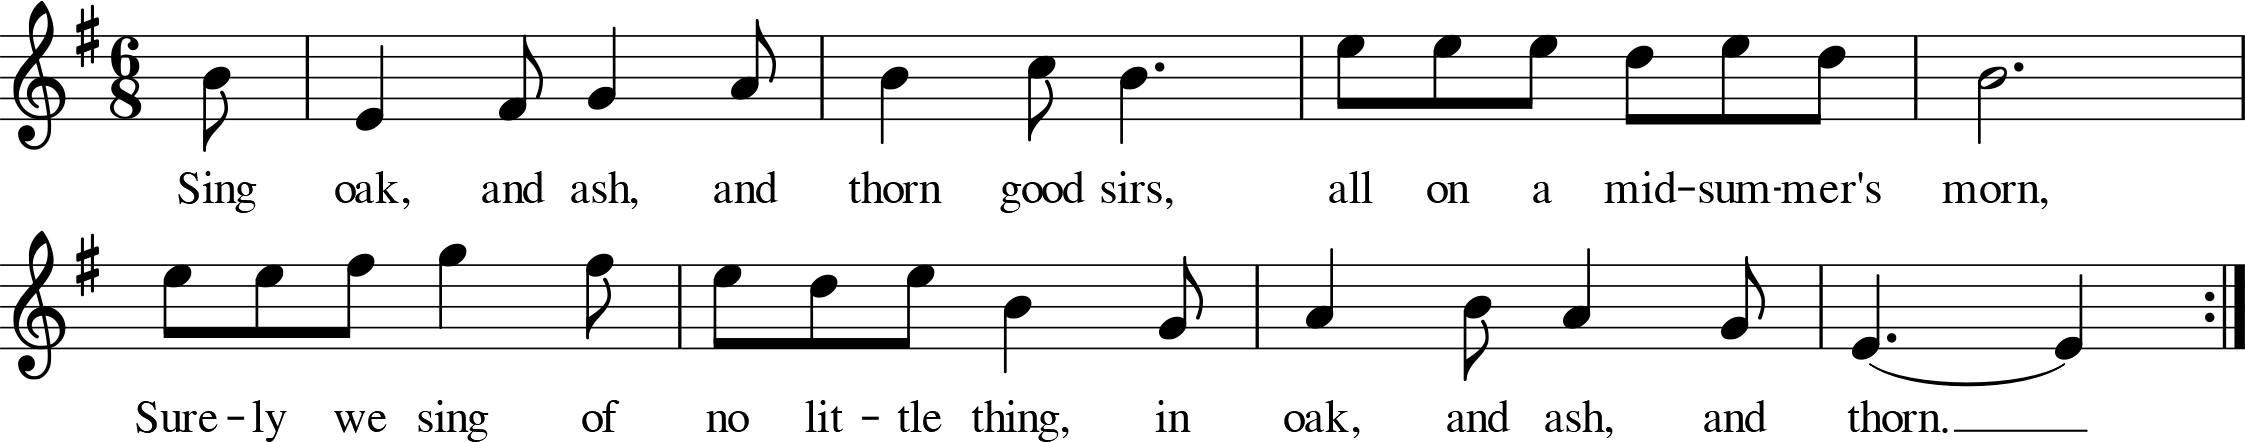 6
8
Sing oak, and ash, and thorn good sirs, all on a mid-sum-mer's morn,
Sure-ly we sing of no lit-tle thing, in oak, and ash, and thorn.